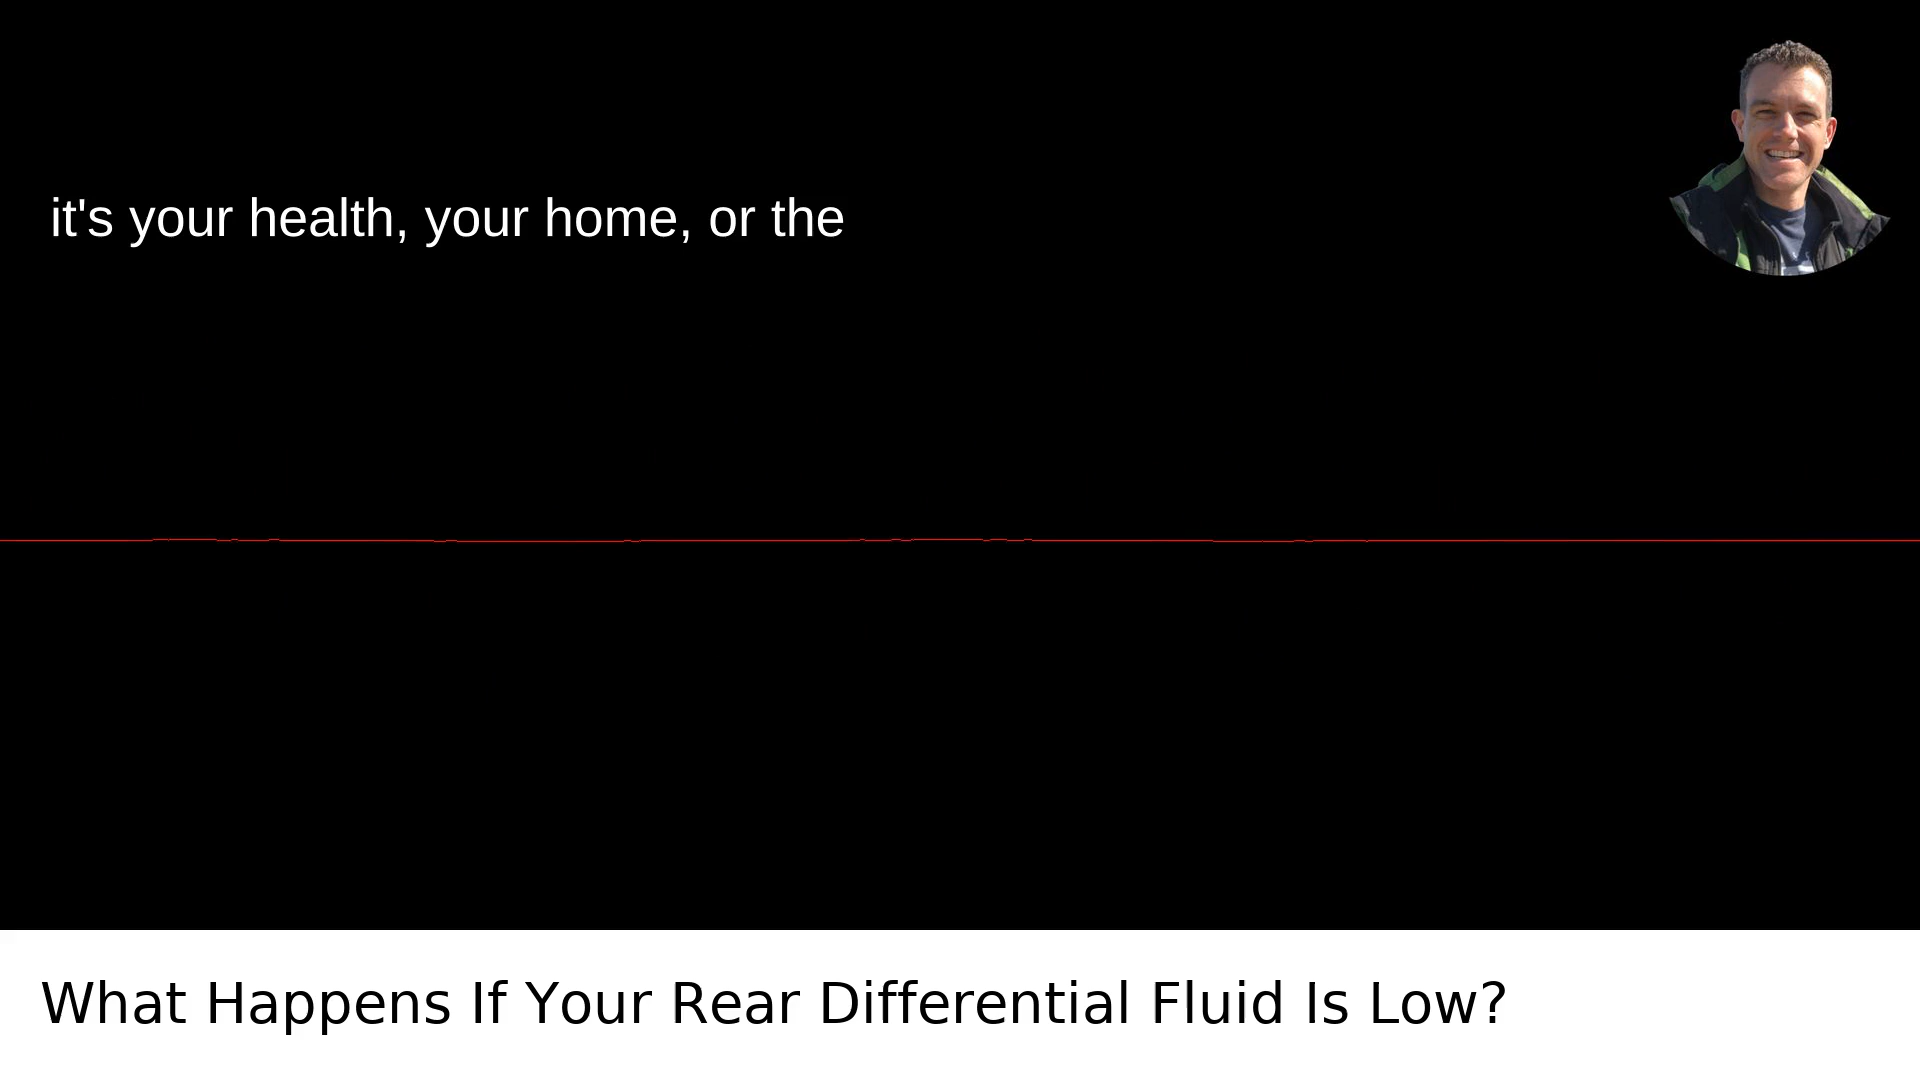 it's your health, your home, or the
What Happens If Your Rear Differential Fluid Is Low?